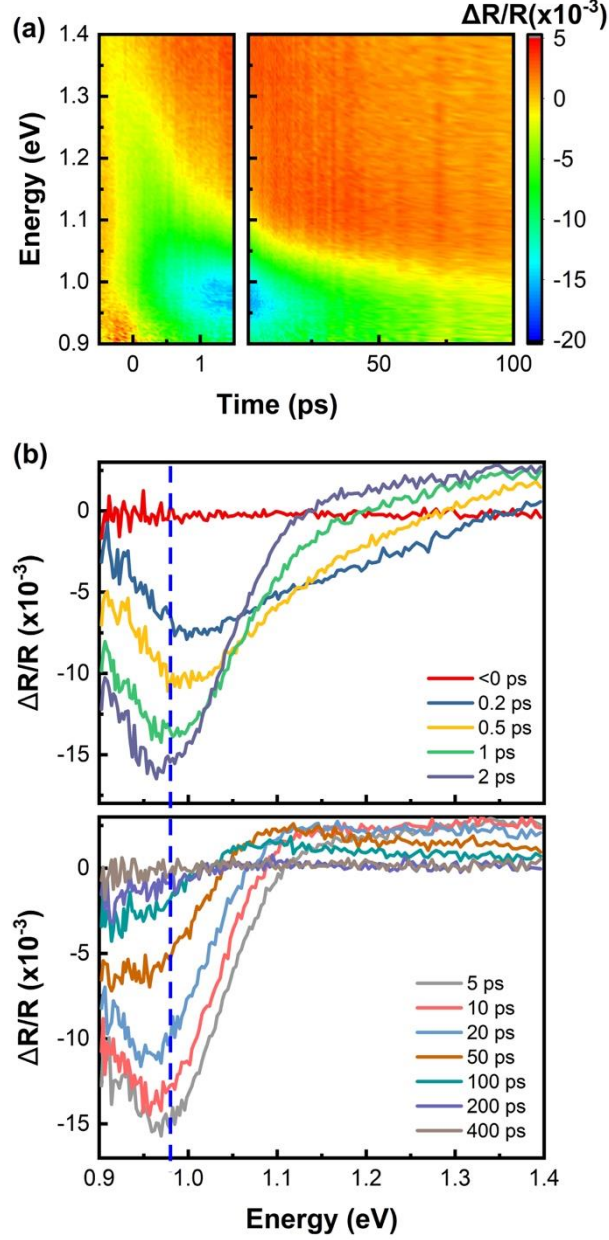 (a)
ΔR/R(x10⁻³)
1.4
1.3
1.2
1.1
1.0
0.9
Energy (eV)
0
1
50
100
Time (ps)
5
0
-5
-10
-15
-20
(b)
0
-5
-10
-15
ΔR/R (x10⁻³)
<0 ps
0.2 ps
0.5 ps
1 ps
2 ps
0
-5
-10
-15
ΔR/R (x10⁻³)
5 ps
10 ps
20 ps
50 ps
100 ps
200 ps
400 ps
0.9
1.0
1.1
1.2
1.3
1.4
Energy (eV)